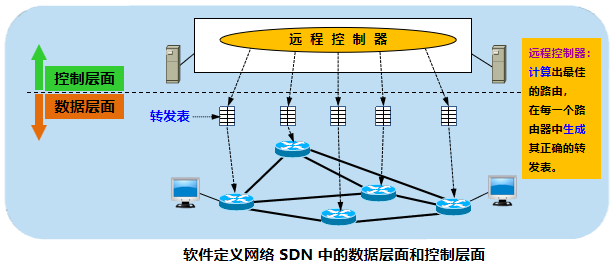 远程控制器
控制层面
数据层面
转发表
远程控制器：
计算出最佳
的路由，
在每一个路
由器中生成
其正确的转
发表。
软件定义网络 SDN 中的数据层面和控制层面